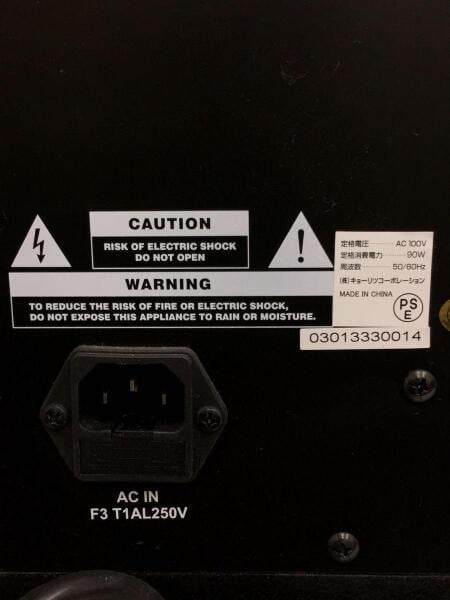 CAUTION
RISK OF ELECTRIC SHOCK
DO NOT OPEN
WARNING
TO REDUCE THE RISK OF FIRE OR ELECTRIC SHOCK,
DO NOT EXPOSE THIS APPLIANCE TO RAIN OR MOISTURE.
定格電圧 ...... AC 100V
定格消費電力 ...... 90W
周波数 ...... 50/60Hz
(株)キョーリツコーポレーション
MADE IN CHINA
PS
E
03013330014
AC IN
F3 T1AL250V